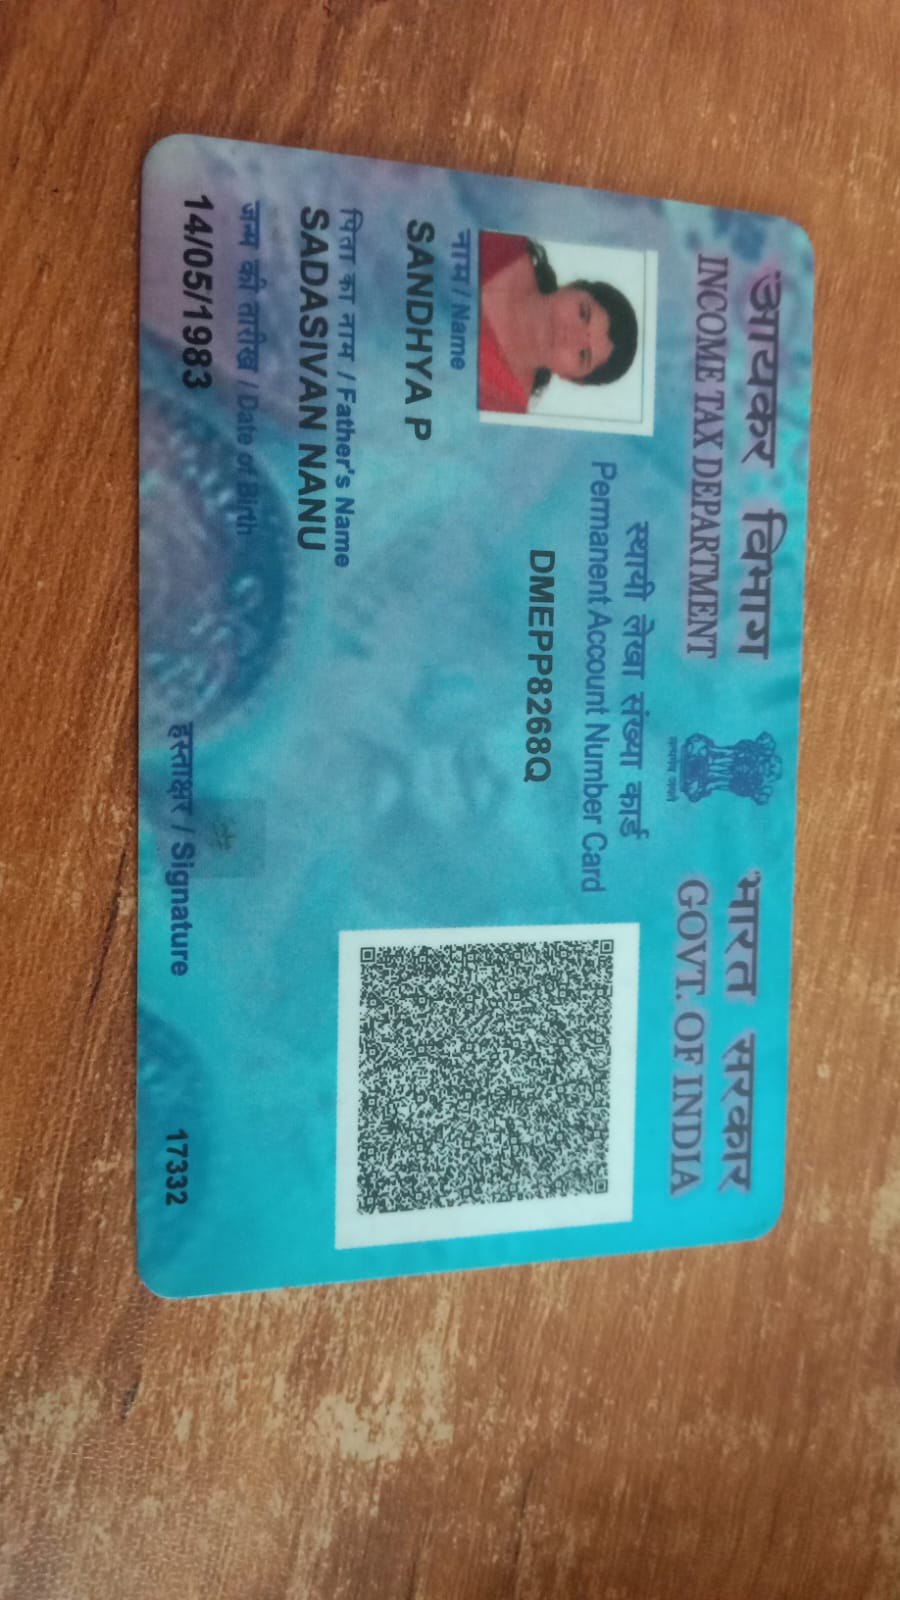 आयकर विभाग
INCOME TAX DEPARTMENT
भारत सरकार
GOVT. OF INDIA
स्थायी लेखा संख्या कार्ड
Permanent Account Number Card
DMEPP8268Q
नाम / Name
SANDHYA P
पिता का नाम / Father's Name
SADASIVAN NANU
जन्म की तारीख / Date of Birth
14/05/1983
हस्ताक्षर / Signature
17332